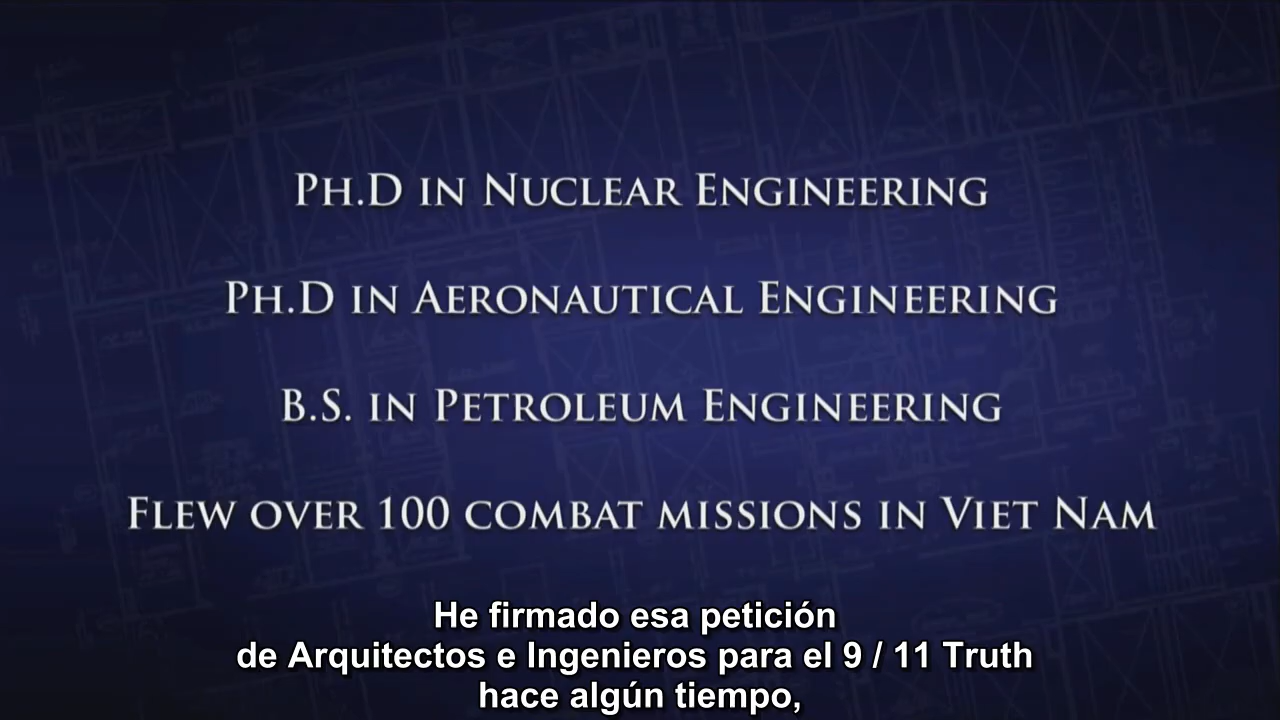 Ph.D in Nuclear Engineering
Ph.D in Aeronautical Engineering
B.S. in Petroleum Engineering
Flew over 100 combat missions in Viet Nam
He firmado esa petición
de Arquitectos e Ingenieros para el 9 / 11 Truth
hace algún tiempo,